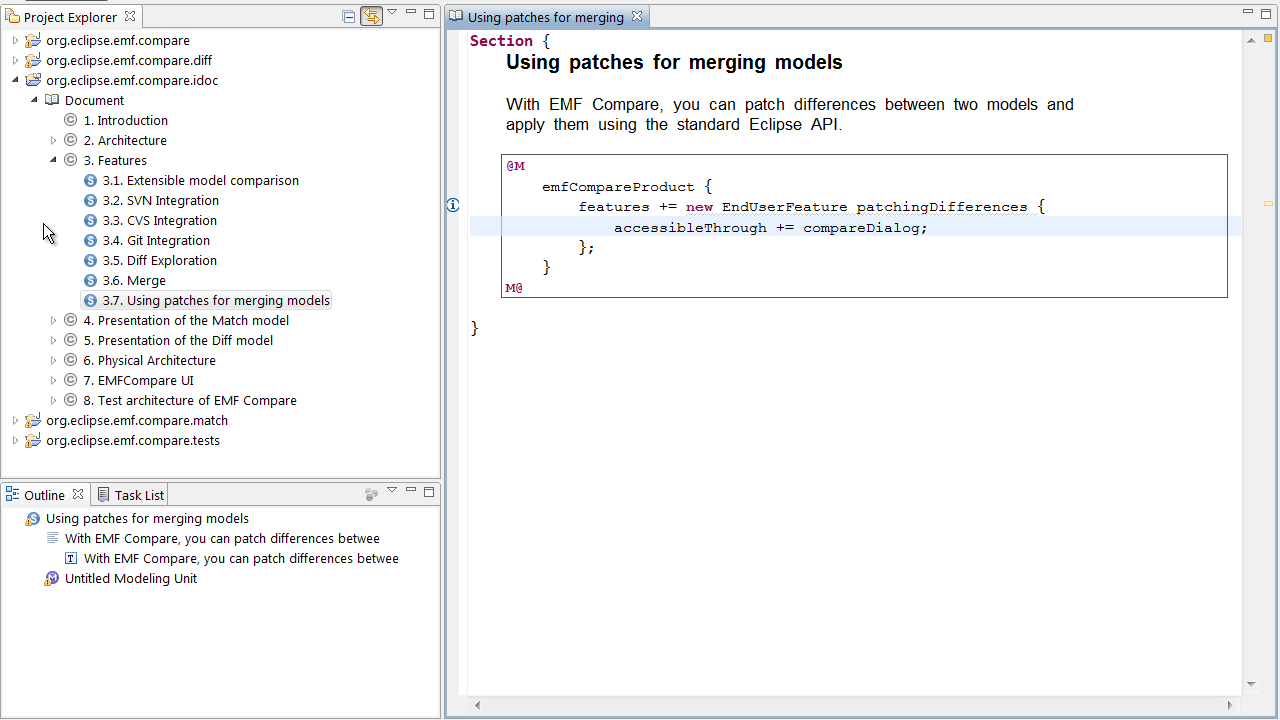 Project Explorer
org.eclipse.emf.compare
org.eclipse.emf.compare.diff
org.eclipse.emf.compare.idoc
Document
1. Introduction
2. Architecture
3. Features
3.1. Extensible model comparison
3.2. SVN Integration
3.3. CVS Integration
3.4. Git Integration
3.5. Diff Exploration
3.6. Merge
3.7. Using patches for merging models
4. Presentation of the Match model
5. Presentation of the Diff model
6. Physical Architecture
7. EMFCompare UI
8. Test architecture of EMF Compare
org.eclipse.emf.compare.match
org.eclipse.emf.compare.tests
Outline
Task List
Using patches for merging models
With EMF Compare, you can patch differences betwee
With EMF Compare, you can patch differences betwee
Untitled Modeling Unit
Using patches for merging
Section {
Using patches for merging models
With EMF Compare, you can patch differences between two models and
apply them using the standard Eclipse API.
@M
emfCompareProduct {
features += new EndUserFeature patchingDifferences {
accessibleThrough += compareDialog;
};
}
M@
}